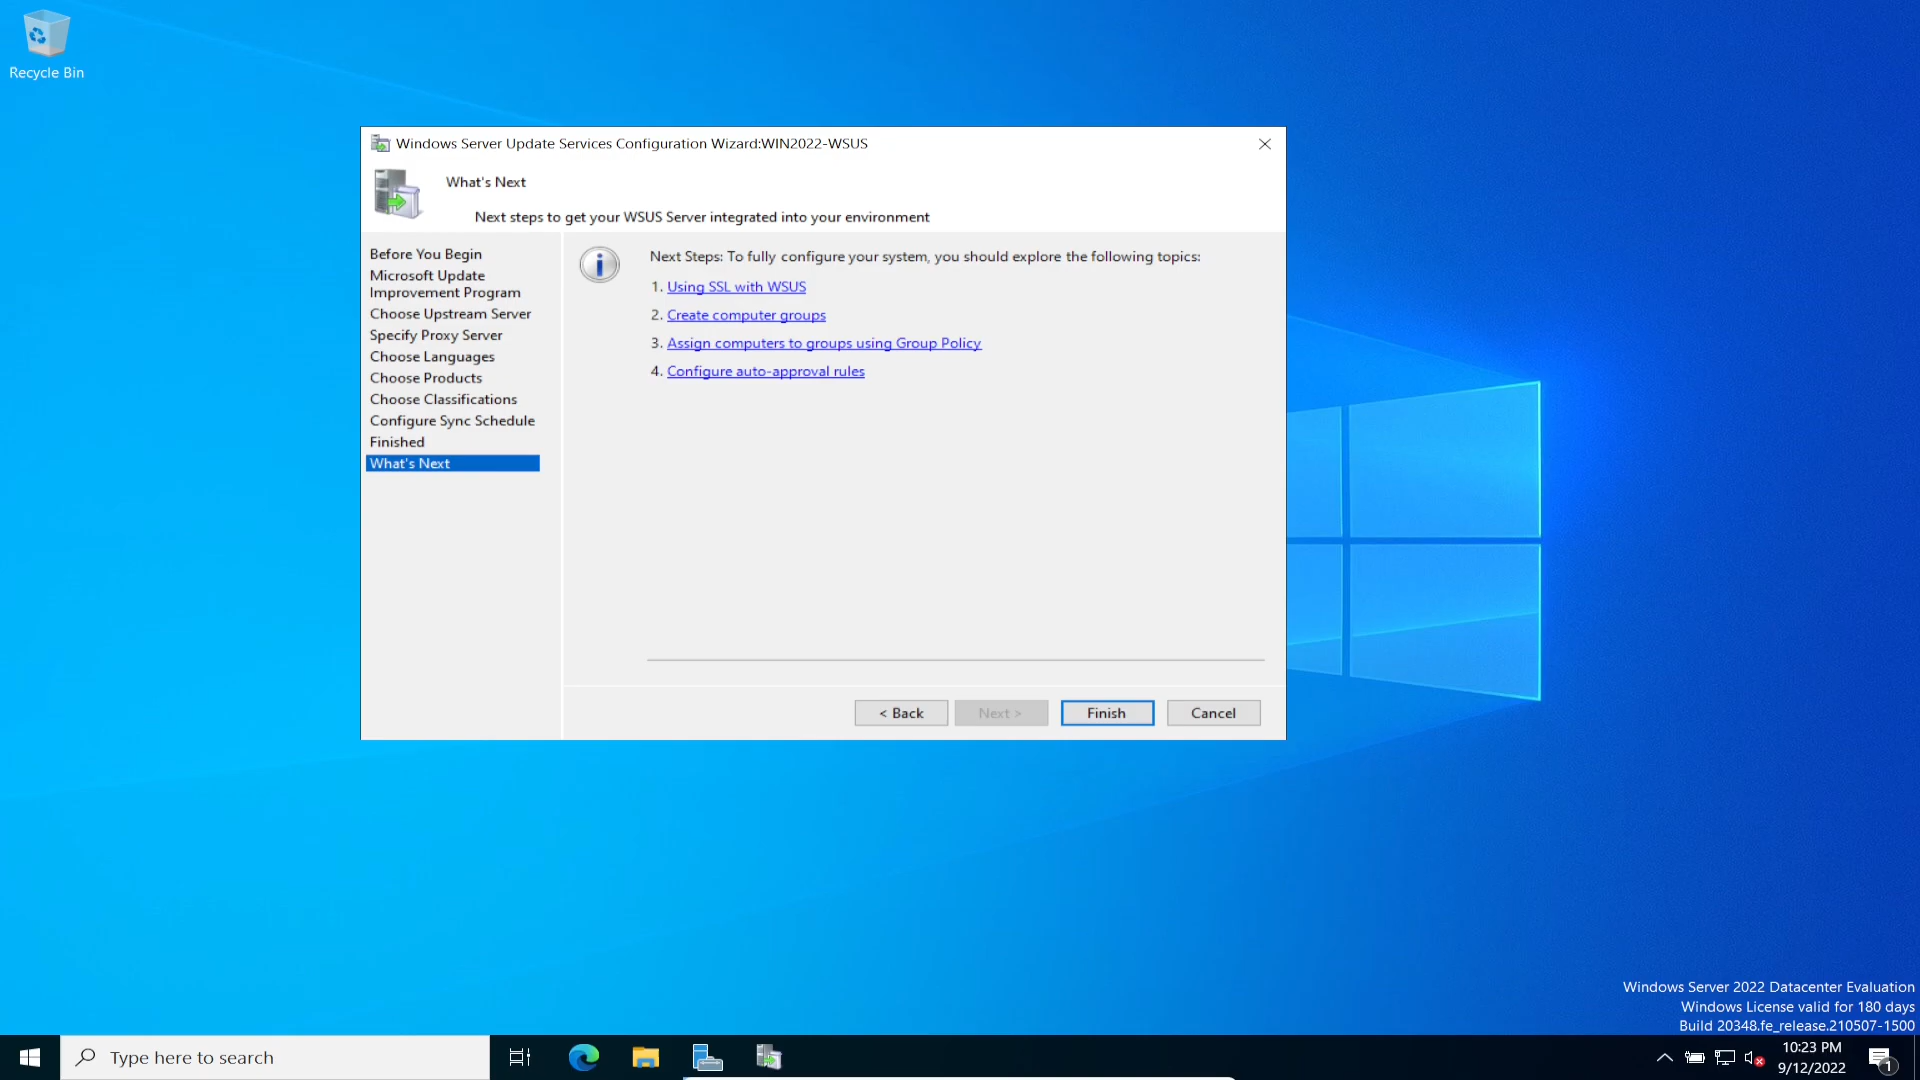 Recycle Bin
Windows Server Update Services Configuration Wizard:WIN2022-WSUS
What's Next
Next steps to get your WSUS Server integrated into your environment
Before You Begin
Microsoft Update
Improvement Program
Choose Upstream Server
Specify Proxy Server
Choose Languages
Choose Products
Choose Classifications
Configure Sync Schedule
Finished
What's Next
Next Steps: To fully configure your system, you should explore the following topics:
1. Using SSL with WSUS
2. Create computer groups
3. Assign computers to groups using Group Policy
4. Configure auto-approval rules
< Back
Next >
Finish
Cancel
Windows Server 2022 Datacenter Evaluation
Windows License valid for 180 days
Build 20348.fe_release.210507-1500
Type here to search
10:23 PM
9/12/2022
1